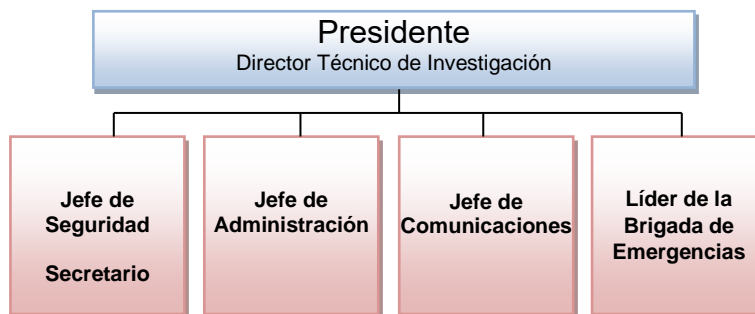 Presidente
Director Técnico de Investigación
Jefe de
Seguridad
Secretario
Jefe de
Administración
Jefe de
Comunicaciones
Líder de la
Brigada de
Emergencias